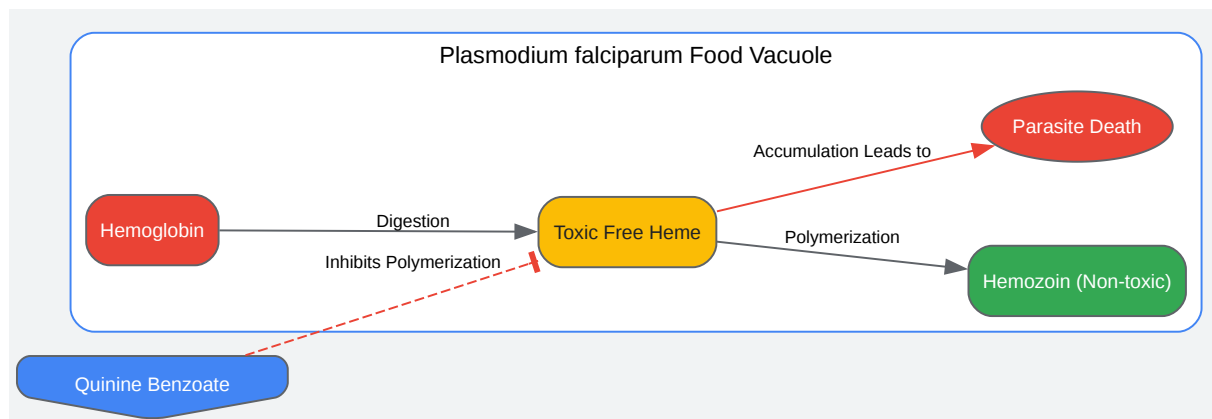 Plasmodium falciparum Food Vacuole
Parasite Death
Accumulation Leads to
Hemoglobin
Digestion
Toxic Free Heme
Polymerization
Inhibits Polymerization
Hemozoin (Non-toxic)
Quinine Benzoate